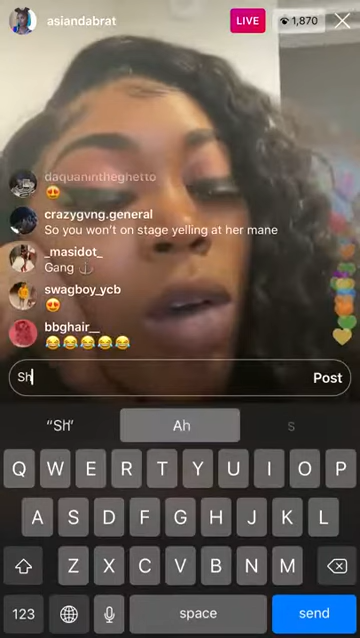 asiandabrat
LIVE
1,870
daquanintheghetto
😍
crazygvng.general
So you won't on stage yelling at her mane
_masidot_
Gang ⚓
swagboy_ycb
😍
bbghair__
😂😂😂😂😂
Sh
Post
"Sh"
Ah
S
Q W E R T Y U I O P
A S D F G H J K L
Z X C V B N M
123
space
send